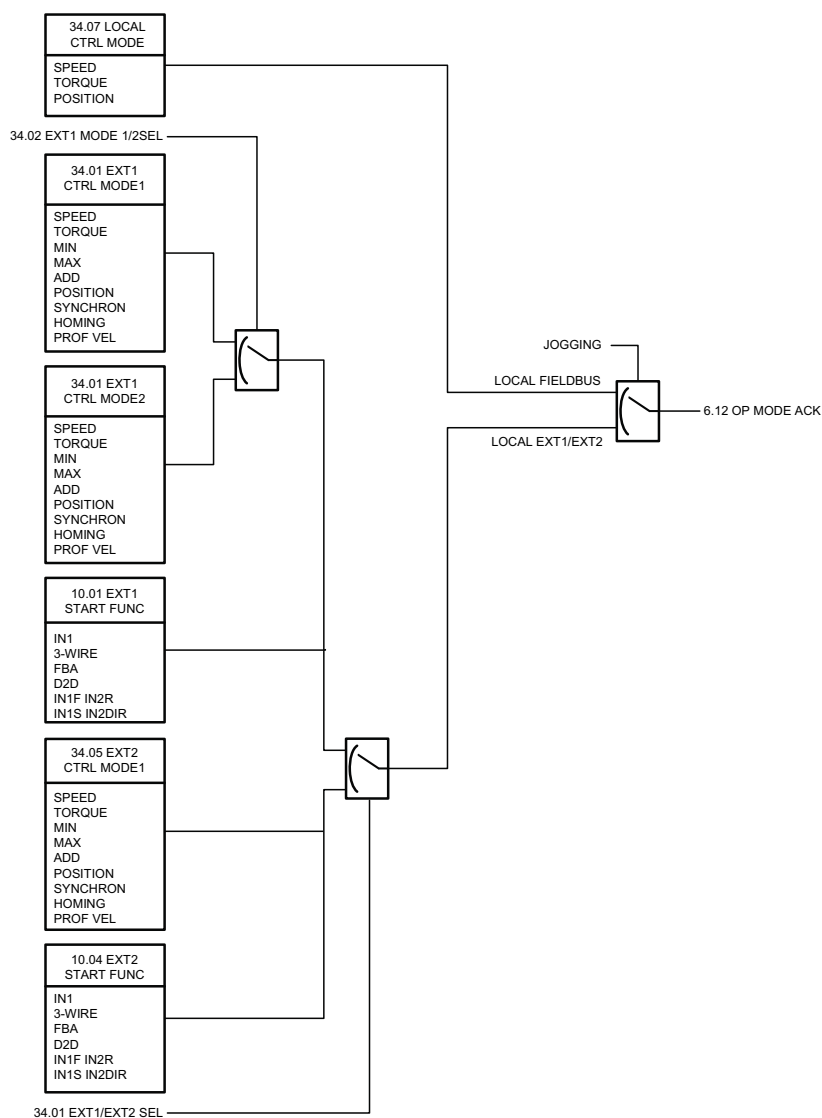 34.07 LOCAL
CTRL MODE
SPEED
TORQUE
POSITION
34.02 EXT1 MODE 1/2SEL
34.01 EXT1
CTRL MODE1
SPEED
TORQUE
MIN
MAX
ADD
POSITION
SYNCHRON
HOMING
PROF VEL
34.01 EXT1
CTRL MODE2
SPEED
TORQUE
MIN
MAX
ADD
POSITION
SYNCHRON
HOMING
PROF VEL
10.01 EXT1
START FUNC
IN1
3-WIRE
FBA
D2D
IN1F IN2R
IN1S IN2DIR
34.05 EXT2
CTRL MODE1
SPEED
TORQUE
MIN
MAX
ADD
POSITION
SYNCHRON
HOMING
PROF VEL
10.04 EXT2
START FUNC
IN1
3-WIRE
FBA
D2D
IN1F IN2R
IN1S IN2DIR
34.01 EXT1/EXT2 SEL
JOGGING
LOCAL FIELDBUS
LOCAL EXT1/EXT2
6.12 OP MODE ACK